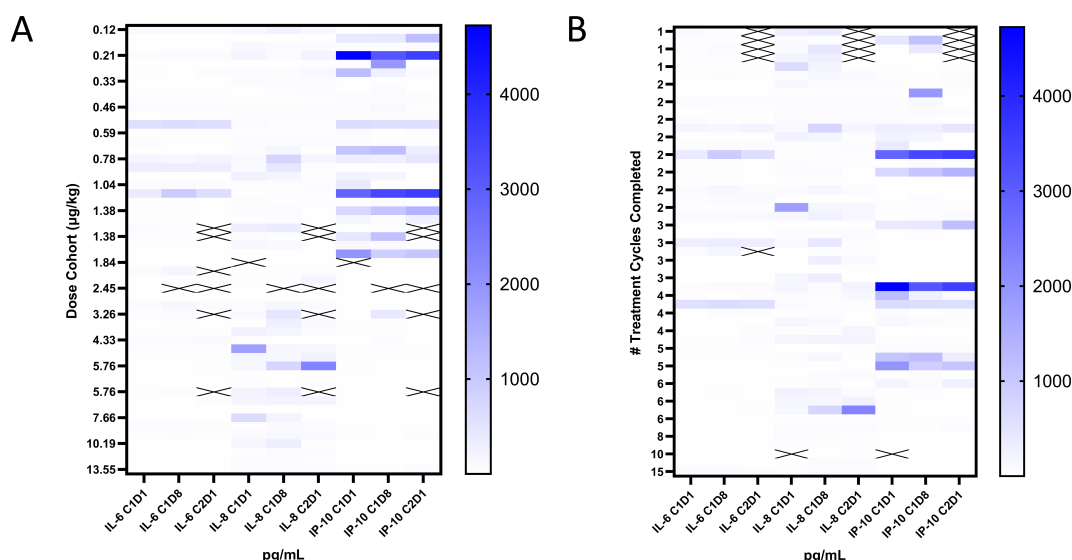 A
Dose Cohort (µg/kg)
0.12
0.21
0.33
0.46
0.59
0.78
1.04
1.38
1.38
1.84
2.45
3.26
4.33
5.76
5.76
7.66
10.19
13.55
IL-6 C1D1
IL-6 C1D8
IL-6 C2D1
IL-8 C1D1
IL-8 C1D8
IL-8 C2D1
IP-10 C1D1
IP-10 C1D8
IP-10 C2D1
pg/mL
4000
3000
2000
1000
B
# Treatment Cycles Completed
1
1
1
2
2
2
2
2
2
2
2
3
3
3
3
4
4
4
5
5
6
6
6
8
10
15
IL-6 C1D1
IL-6 C1D8
IL-6 C2D1
IL-8 C1D1
IL-8 C1D8
IL-8 C2D1
IP-10 C1D1
IP-10 C1D8
IP-10 C2D1
pg/mL
4000
3000
2000
1000